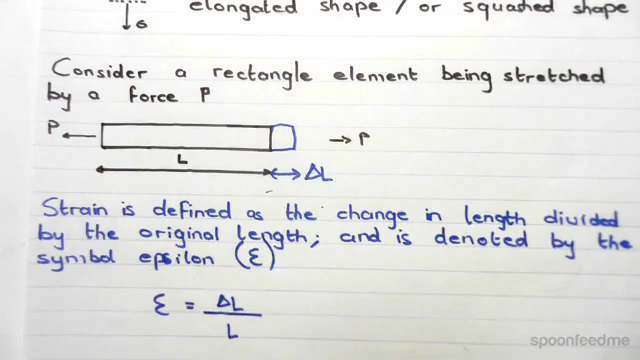 elongated shape / or squashed shape
σ
Consider a rectangle element being stretched
by a force P
P
P
L
ΔL
Strain is defined as the change in length divided
by the original length; and is denoted by the
symbol epsilon (ε)
ε = ΔL
L
spoonfeedme